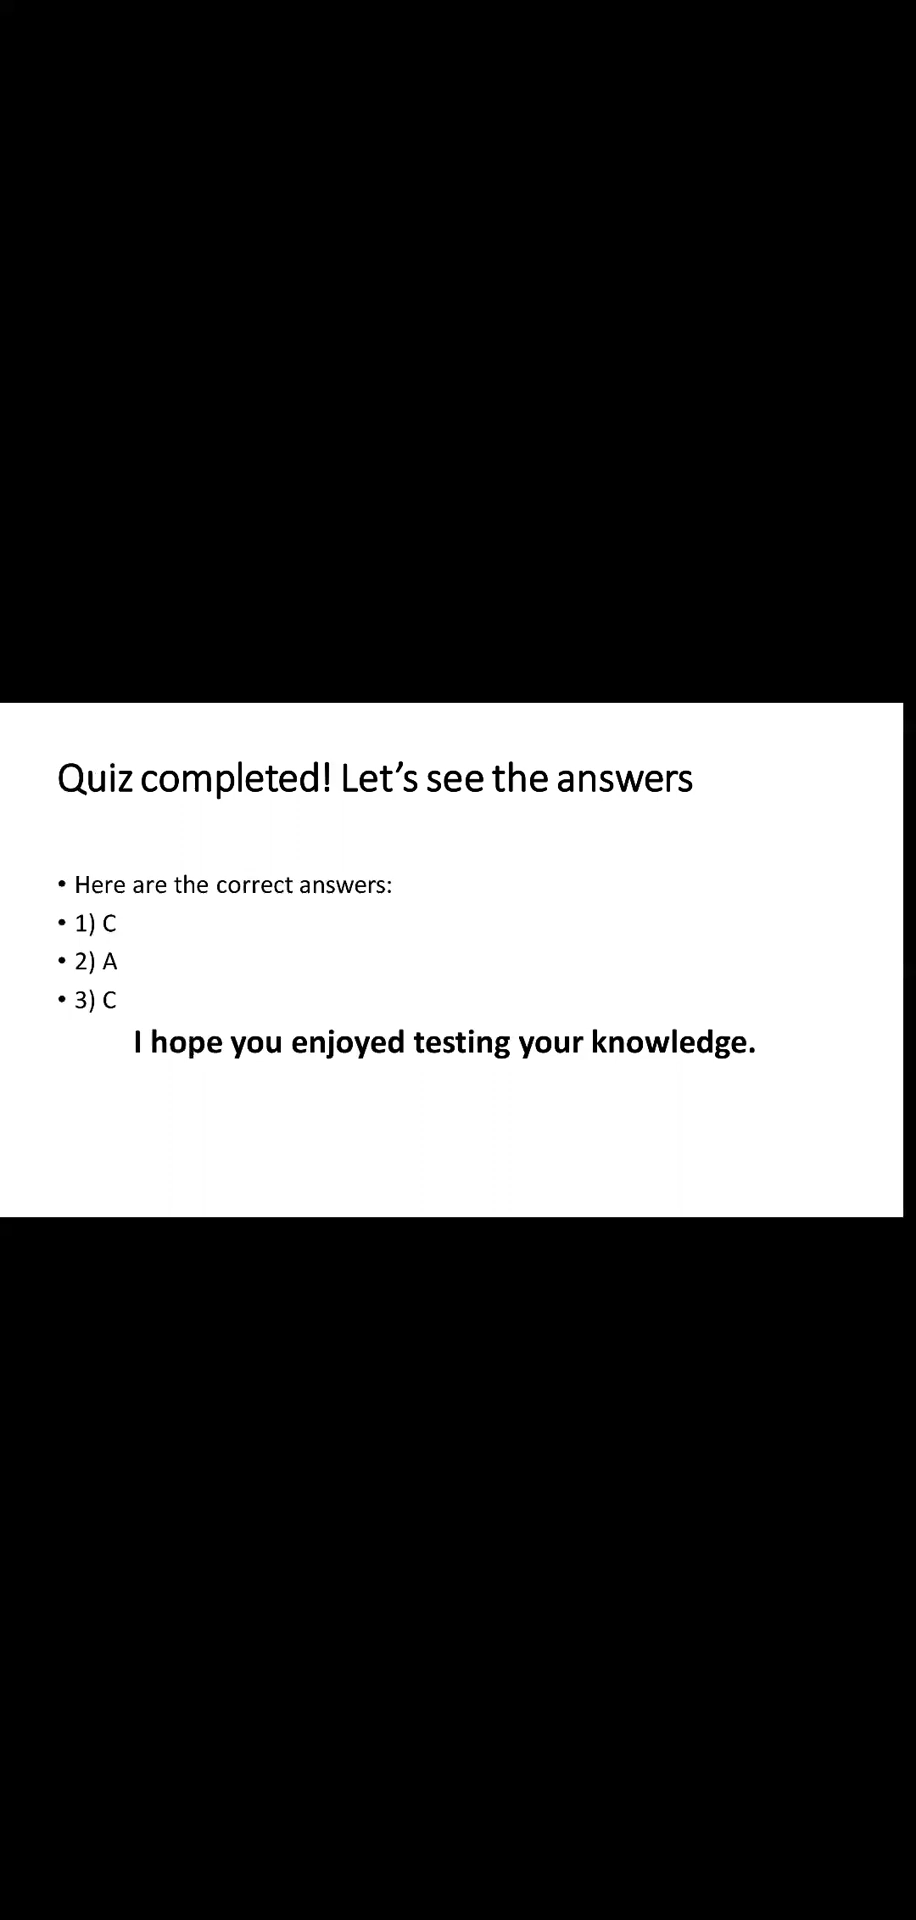 Quiz completed! Let’s see the answers
• Here are the correct answers:
• 1) C
• 2) A
• 3) C
I hope you enjoyed testing your knowledge.